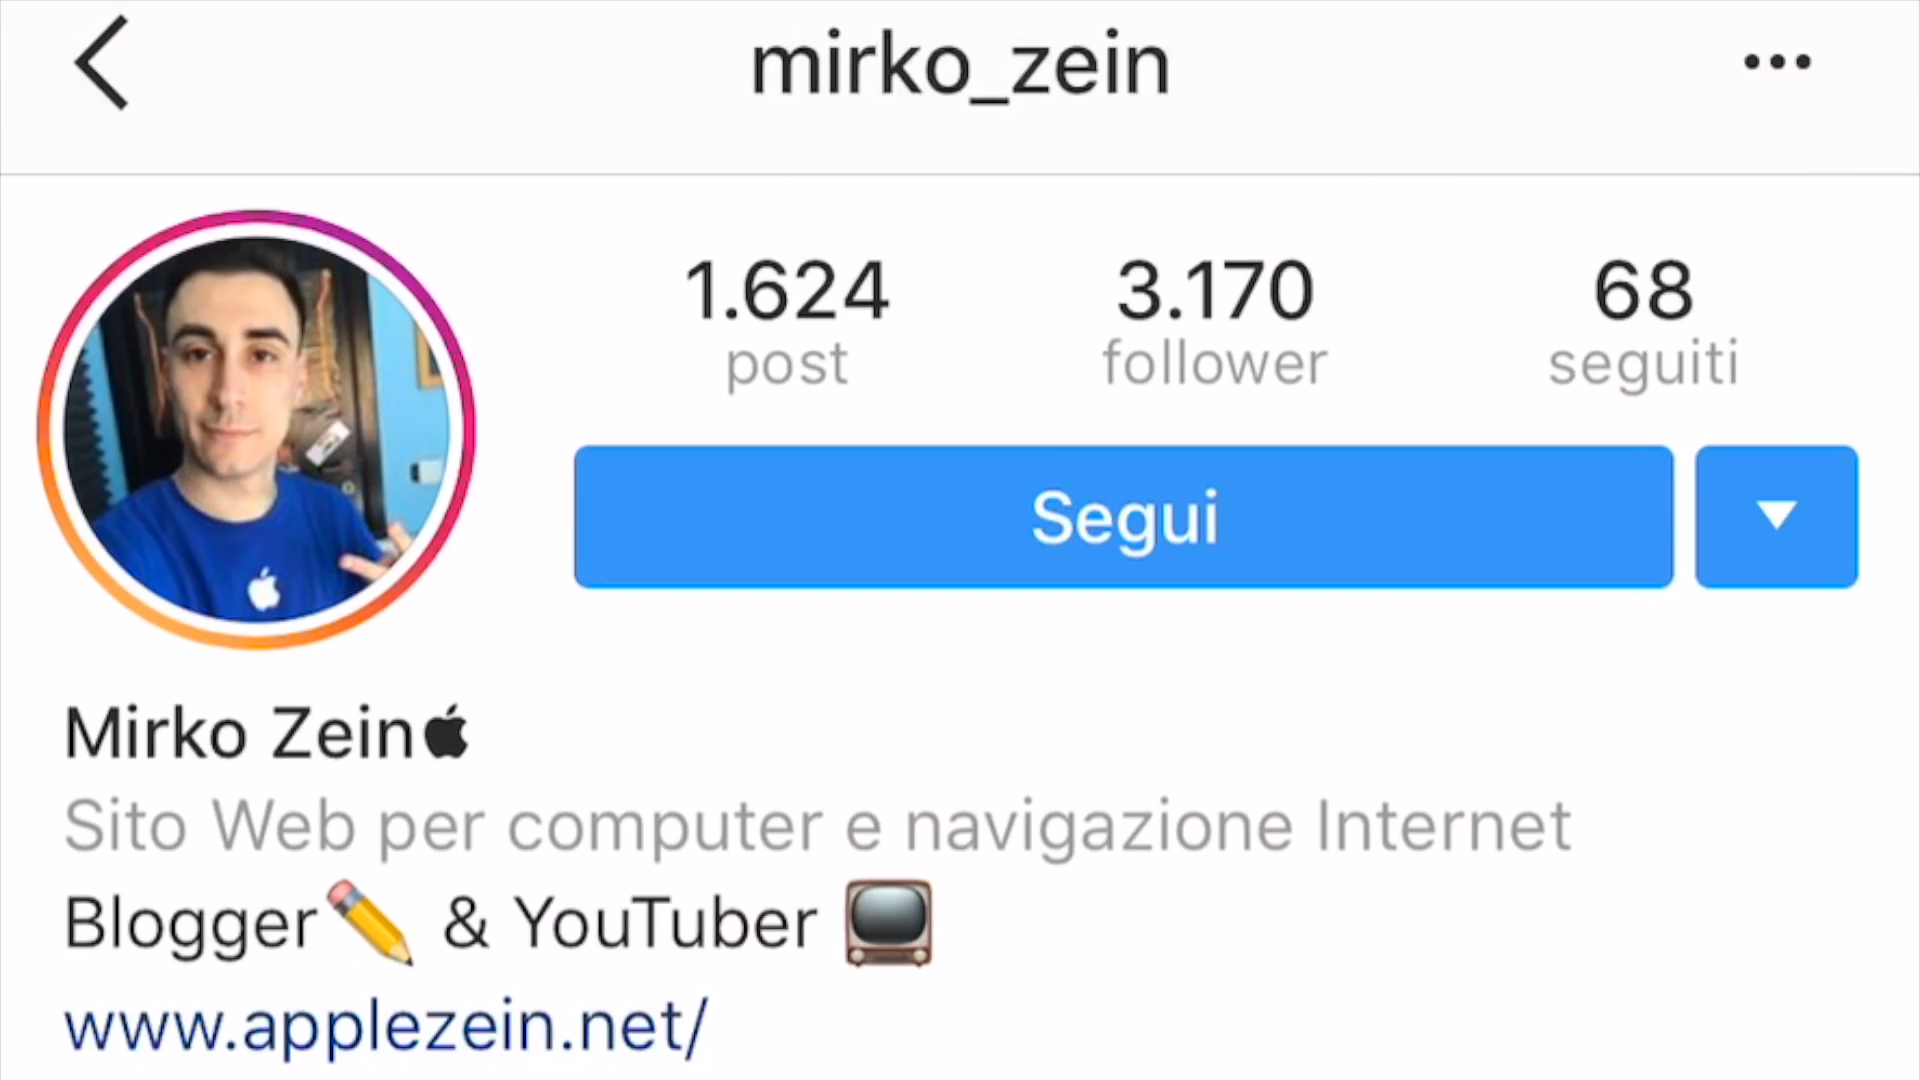 mirko_zein
1.624 3.170 68
post follower seguiti
Segui
Mirko Zein
Sito Web per computer e navigazione Internet
Blogger✏️ & YouTuber 📺
www.applezein.net/